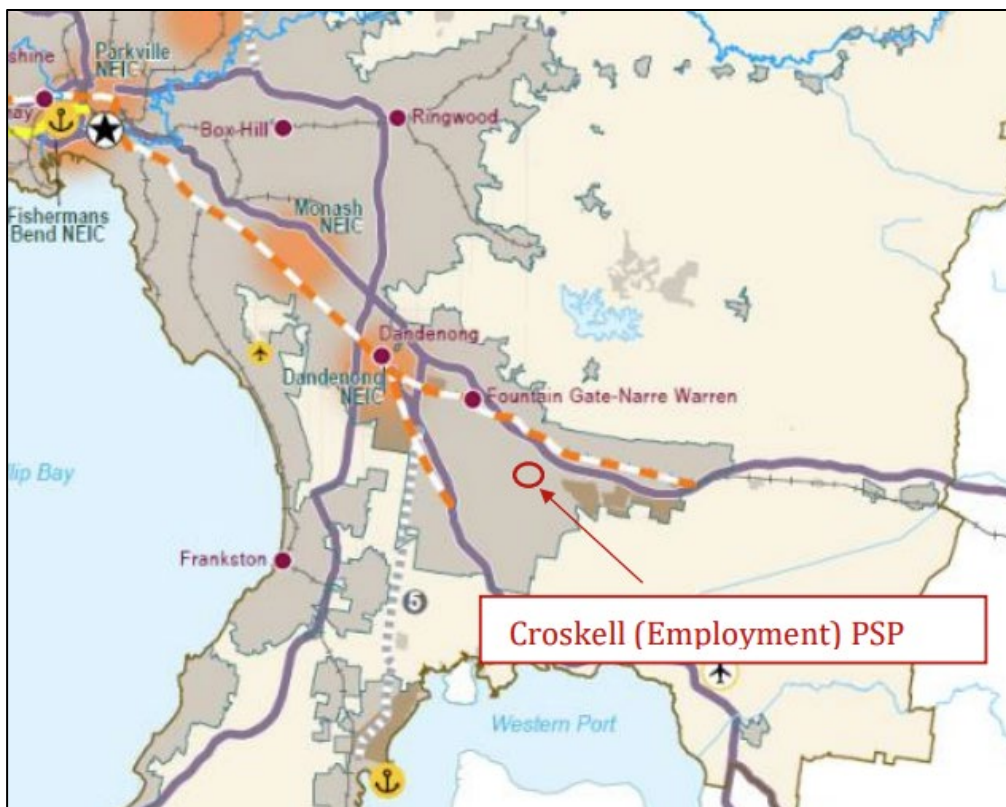 shine
Parkville
NEIC
Box Hill
Ringwood
Fishermans
Bend NEIC
Monash
NEIC
Dandenong
Dandenong
NEIC
Fountain Gate-Narre Warren
lip Bay
Frankston
5
Croskell (Employment) PSP
Western Port